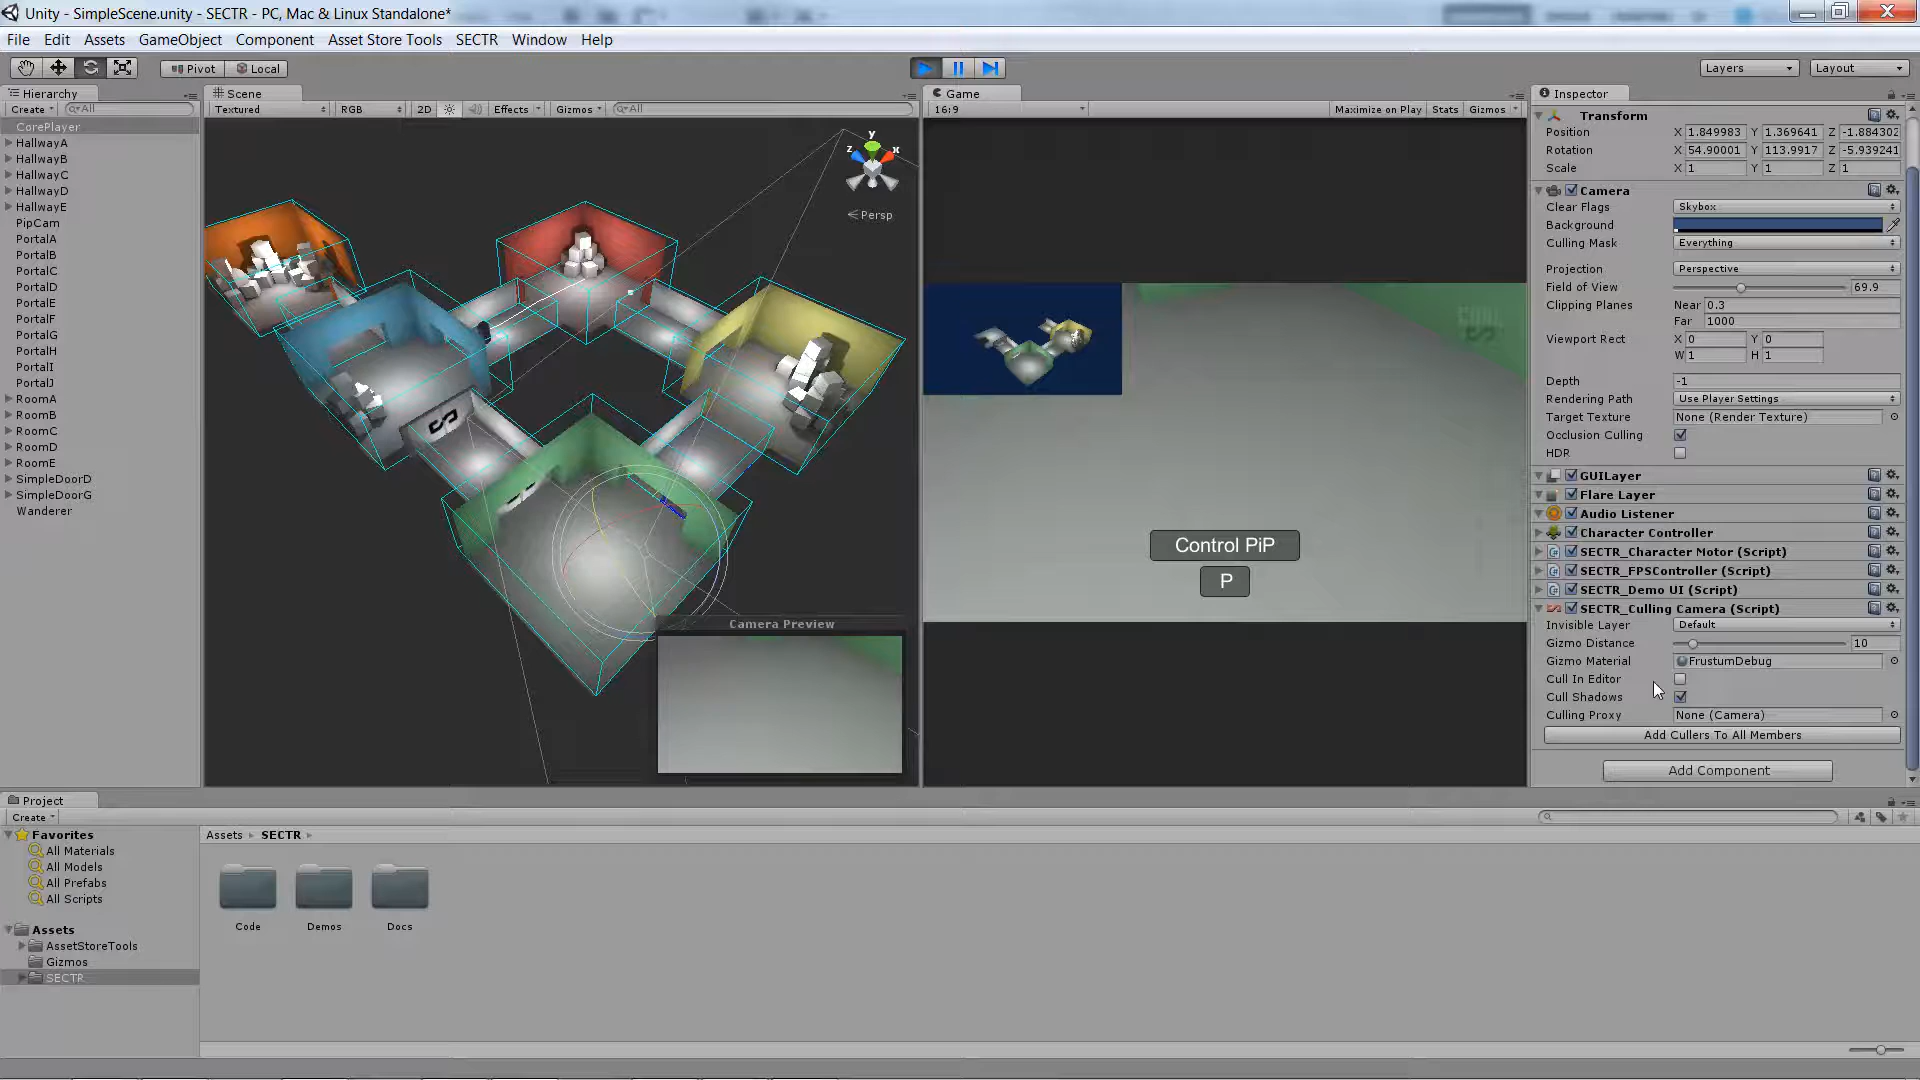 Unity - SimpleScene.unity - SECTR - PC, Mac & Linux Standalone*
File Edit Assets GameObject Component Asset Store Tools SECTR Window Help
Pivot Local
Layers Layout
Hierarchy
Create All
CorePlayer
HallwayA
HallwayB
HallwayC
HallwayD
HallwayE
PipCam
PortalA
PortalB
PortalC
PortalD
PortalE
PortalF
PortalG
PortalH
PortalI
PortalJ
RoomA
RoomB
RoomC
RoomD
RoomE
SimpleDoorD
SimpleDoorG
Wanderer
Scene
Textured RGB 2D Effects Gizmos All
y
z x
Persp
Camera Preview
Game
16:9 Maximize on Play Stats Gizmos
Control PiP
P
Inspector
Transform
Position X 1.849983 Y 1.369641 Z -1.884302
Rotation X 54.90001 Y 113.9917 Z -5.939241
Scale X 1 Y 1 Z 1
Camera
Clear Flags Skybox
Background
Culling Mask Everything
Projection Perspective
Field of View 69.9
Clipping Planes Near 0.3
Far 1000
Viewport Rect X 0 Y 0
W 1 H 1
Depth -1
Rendering Path Use Player Settings
Target Texture None (Render Texture)
Occlusion Culling
HDR
GUILayer
Flare Layer
Audio Listener
Character Controller
SECTR_Character Motor (Script)
SECTR_FPSController (Script)
SECTR_Demo UI (Script)
SECTR_Culling Camera (Script)
Invisible Layer Default
Gizmo Distance 10
Gizmo Material FrustumDebug
Cull In Editor
Cull Shadows
Culling Proxy None (Camera)
Add Cullers To All Members
Add Component
Project
Create
Favorites
All Materials
All Models
All Prefabs
All Scripts
Assets
AssetStoreTools
Gizmos
SECTR
Assets SECTR
Code Demos Docs